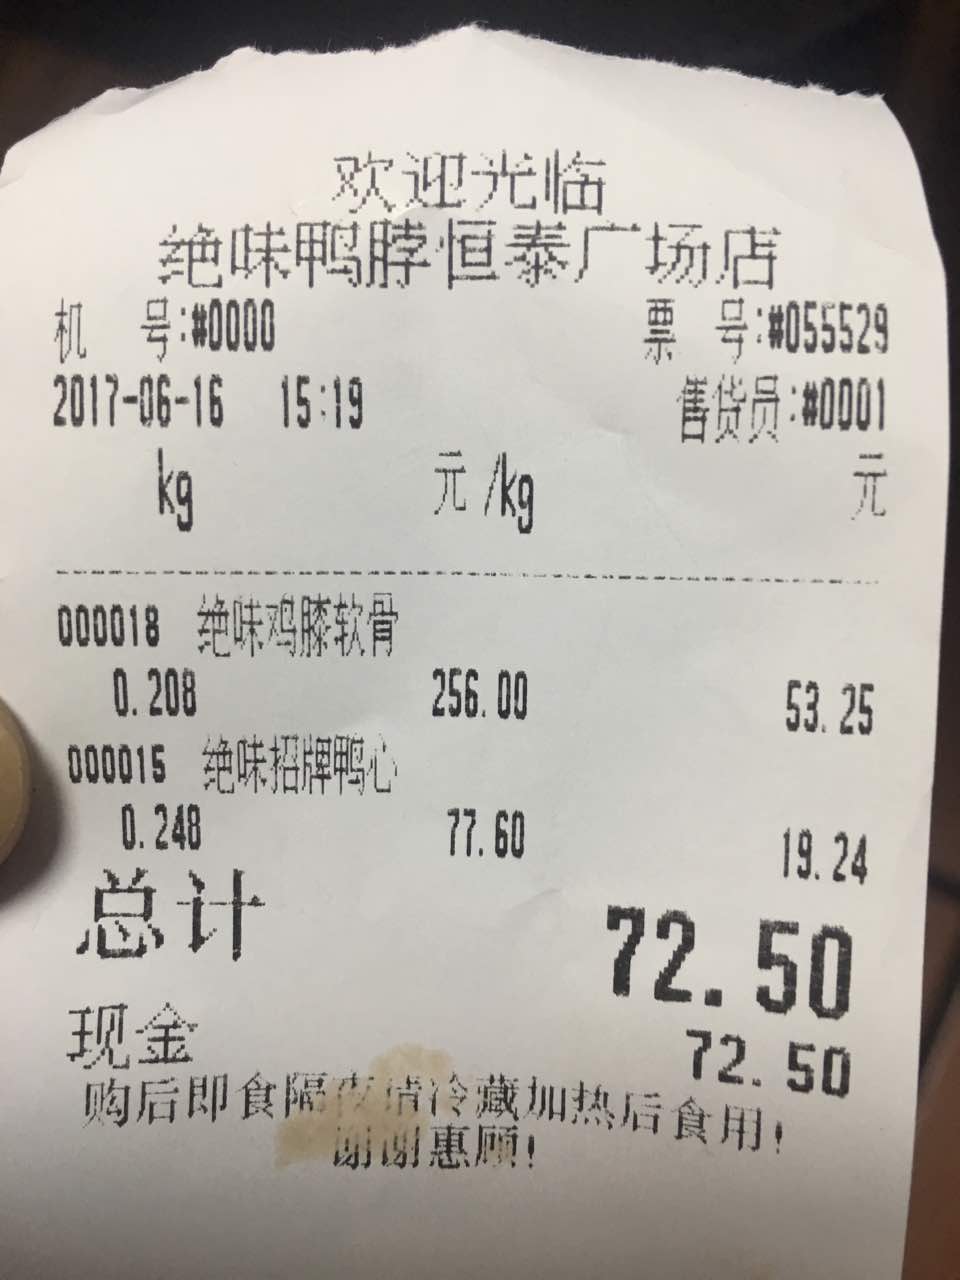 欢迎光临
绝味鸭脖恒泰广场店
机 号:#0000 票 号:#055529
2017-06-16 15:19 售货员:#0001
kg 元/kg 元
000018 绝味鸡膝软骨
0.208 256.00 53.25
000015 绝味招牌鸭心
0.248 77.60 19.24
总计 72.50
现金 72.50
购后即食隔夜请冷藏加热后食用!
谢谢惠顾!